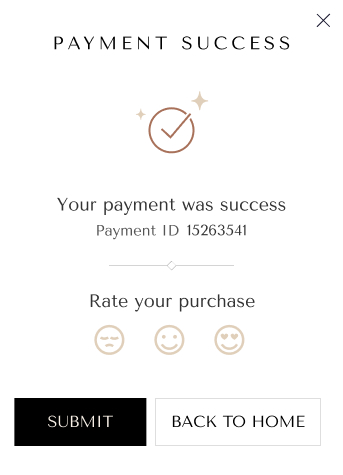 PAYMENT SUCCESS
Your payment was success
Payment ID 15263541
Rate your purchase
SUBMIT
BACK TO HOME